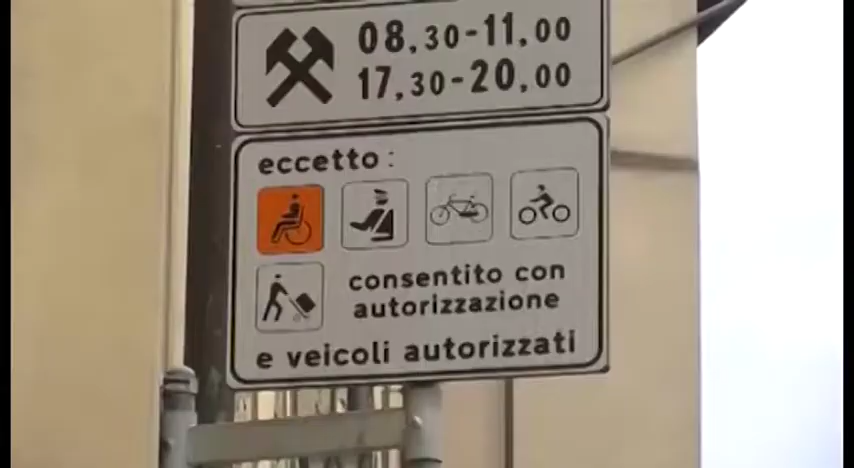 08,30-11,00
17,30-20,00
eccetto:
consentito con
autorizzazione
e veicoli autorizzati